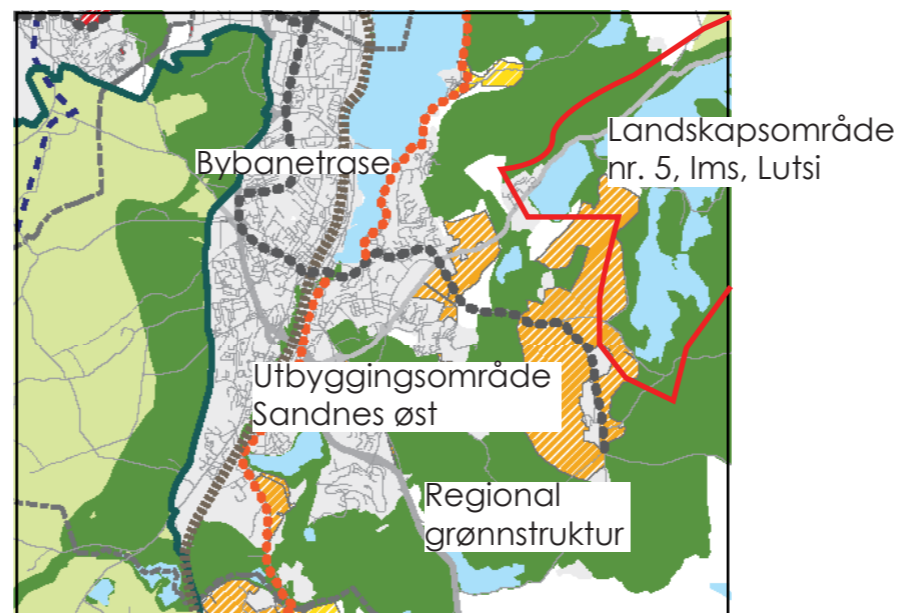 Landskapsområde
nr. 5, Ims, Lutsi
Bybanetrase
Utbyggingsområde
Sandnes øst
Regional
grønnstruktur